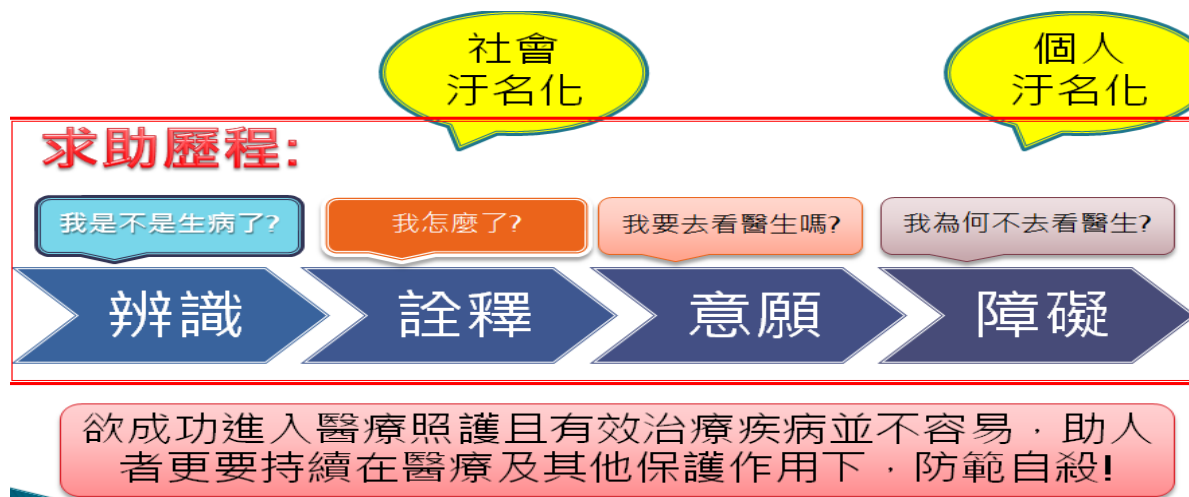 社會
汙名化
個人
汙名化
求助歷程:
我是不是生病了?
我怎麼了?
我要去看醫生嗎?
我為何不去看醫生?
辨識
詮釋
意願
障礙
欲成功進入醫療照護且有效治療疾病並不容易，助人
者更要持續在醫療及其他保護作用下，防範自殺!